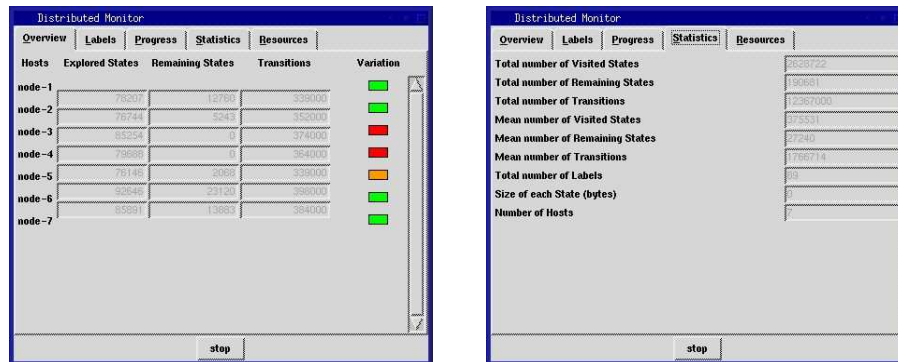 Distributed Monitor
Overview Labels Progress Statistics Resources
Hosts Explored States Remaining States Transitions Variation
node-1 78207 12760 339000
node-2 76744 5243 352000
node-3 85254 0 374000
node-4 79688 0 364000
node-5 76146 2068 339000
node-6 92646 23120 398000
node-7 85891 13883 384000
stop
Distributed Monitor
Overview Labels Progress Statistics Resources
Total number of Visited States 2628722
Total number of Remaining States 190681
Total number of Transitions 12367000
Mean number of Visited States 375531
Mean number of Remaining States 27240
Mean number of Transitions 1766714
Total number of Labels 89
Size of each State (bytes) 0
Number of Hosts 7
stop